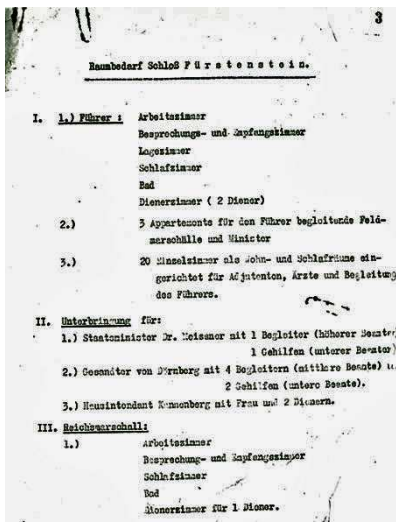 3
Raumbedarf Schloß Fürstenstein.
I. 1.) Führer : Arbeitszimmer
Besprechungs- und Empfangszimmer
Lagezimmer
Schlafzimmer
Bad
Dienerzimmer ( 2 Diener)
2.) 3 Appartements für den Führer begleitende Feld-
marschälle und Minister
3.) 20 Einzelzimmer als Wohn- und Schlafräume ein-
gerichtet für Adjutanten, Ärzte und Begleitung
des Führers.
II. Unterbringung für:
1.) Staatsminister Dr. Meissner mit 1 Begleiter (höherer Beamter)
1 Gehilfen (unterer Beamter)
2.) Gesandter von Dörnberg mit 4 Begleitern (mittlere Beamte) u.
2 Gehilfen (untere Beamte).
3.) Hausintendant Kannenberg mit Frau und 2 Dienern.
III. Reichsmarschall:
1.) Arbeitszimmer
Besprechung- und Empfangszimmer
Schlafzimmer
Bad
Dienerzimmer für 1 Diener.